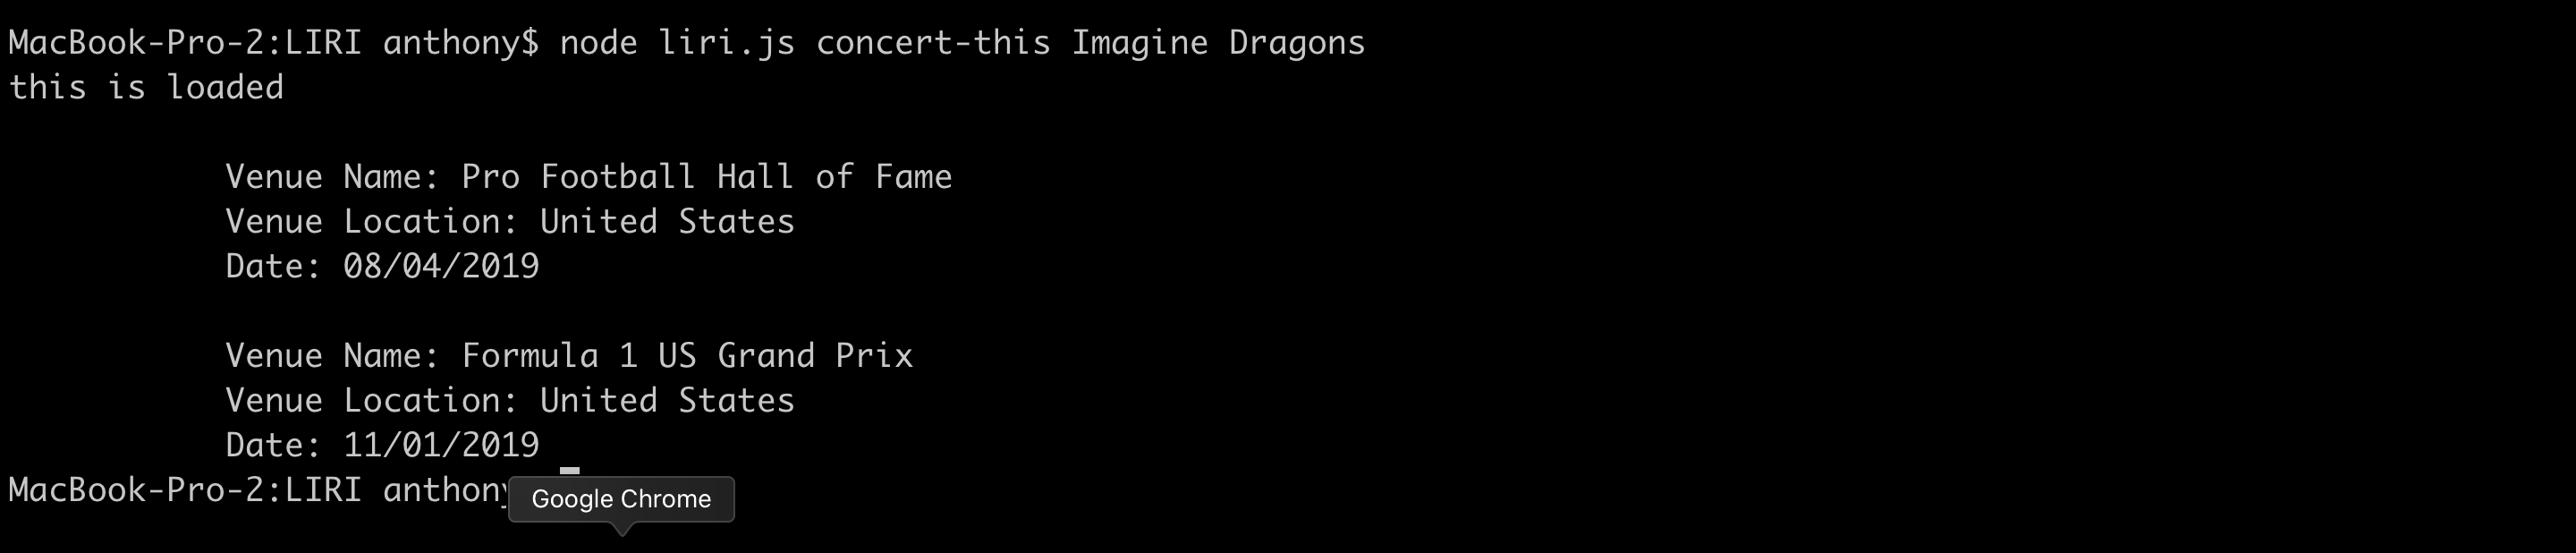 MacBook-Pro-2:LIRI anthony$ node liri.js concert-this Imagine Dragons
this is loaded
Venue Name: Pro Football Hall of Fame
Venue Location: United States
Date: 08/04/2019
Venue Name: Formula 1 US Grand Prix
Venue Location: United States
Date: 11/01/2019
MacBook-Pro-2:LIRI anthony
Google Chrome